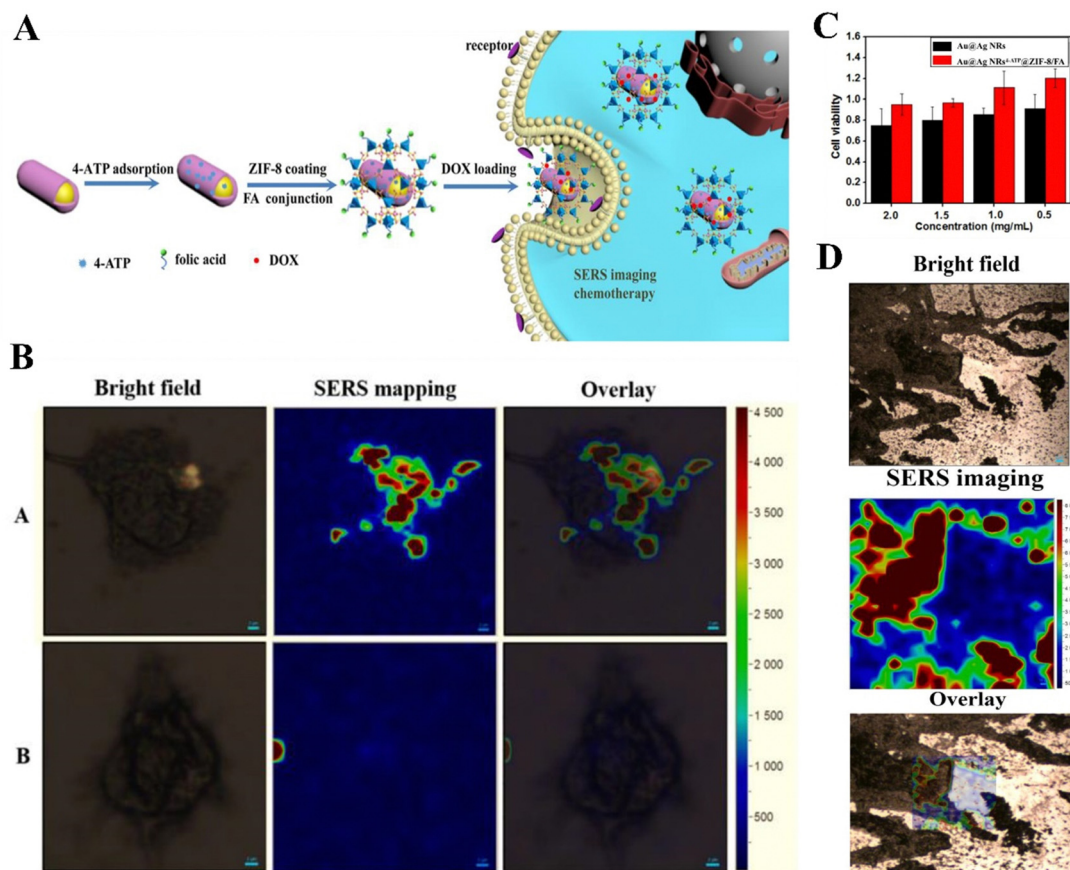 A
receptor
4-ATP adsorption
ZIF-8 coating
FA conjunction
DOX loading
4-ATP
folic acid
DOX
SERS imaging
chemotherapy
B
Bright field
SERS mapping
Overlay
A
B
4 500
4 000
3 500
3 000
2 500
2 000
1 500
1 000
500
C
Au@Ag NRs
Au@Ag NRs4-ATP@ZIF-8/FA
Cell viability
1.6
1.4
1.2
1.0
0.8
0.6
0.4
0.2
0.0
2.0
1.5
1.0
0.5
Concentration (mg/mL)
D
Bright field
SERS imaging
Overlay